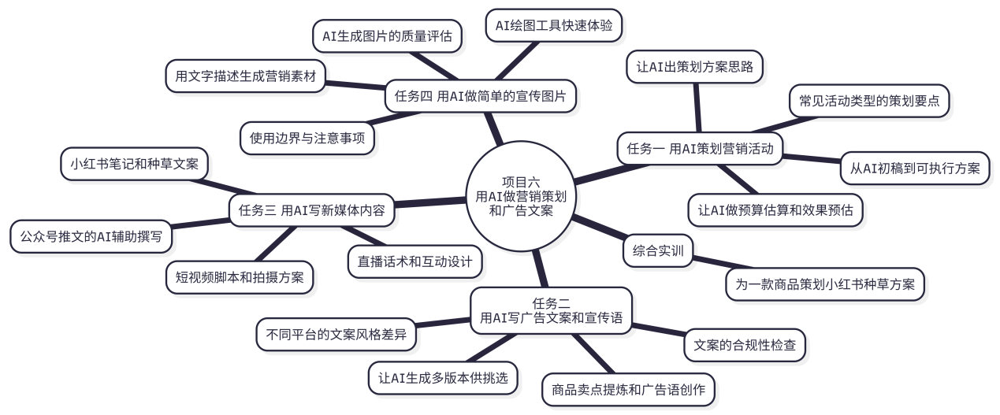 AI绘图工具快速体验
AI生成图片的质量评估
用文字描述生成营销素材
任务四 用AI做简单的宣传图片
使用边界与注意事项
让AI出策划方案思路
常见活动类型的策划要点
任务一 用AI策划营销活动
从AI初稿到可执行方案
让AI做预算估算和效果预估
小红书笔记和种草文案
项目六
用AI做营销策划
和广告文案
任务三 用AI写新媒体内容
公众号推文的AI辅助撰写
短视频脚本和拍摄方案
直播话术和互动设计
综合实训
为一款商品策划小红书种草方案
任务二
用AI写广告文案和宣传语
不同平台的文案风格差异
文案的合规性检查
让AI生成多版本供挑选
商品卖点提炼和广告语创作